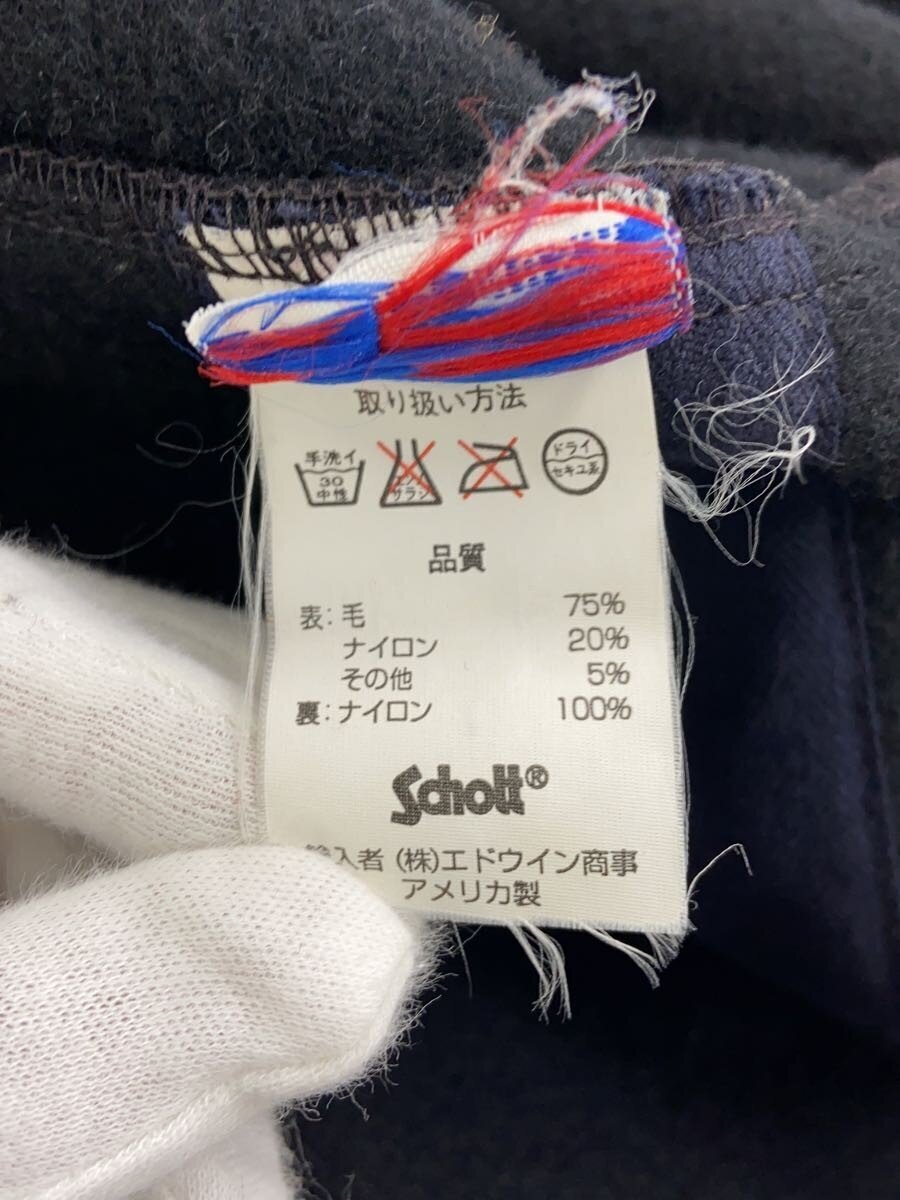 取り扱い方法
手洗イ
30
中性
サラシ
ドライ
セキユ系
品質
表: 毛 75%
ナイロン 20%
その他 5%
裏: ナイロン 100%
Schott®
輸入者 (株)エドウイン商事
アメリカ製